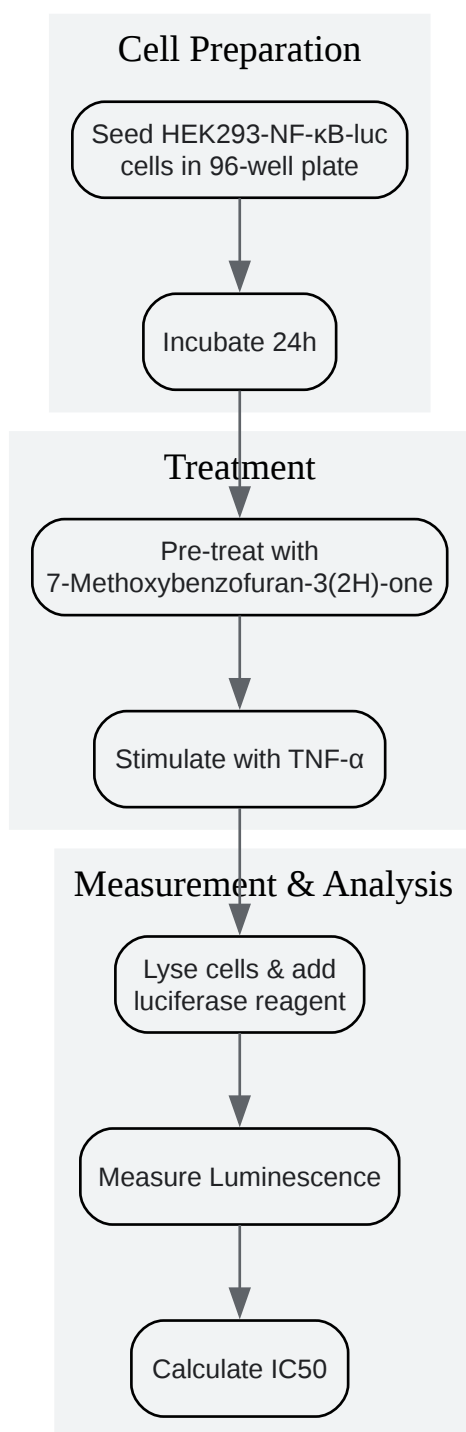 Cell Preparation
Seed HEK293-NF-κB-luc
cells in 96-well plate
Incubate 24h
Treatment
Pre-treat with
7-Methoxybenzofuran-3(2H)-one
Stimulate with TNF-α
Measurement & Analysis
Lyse cells & add
luciferase reagent
Measure Luminescence
Calculate IC50